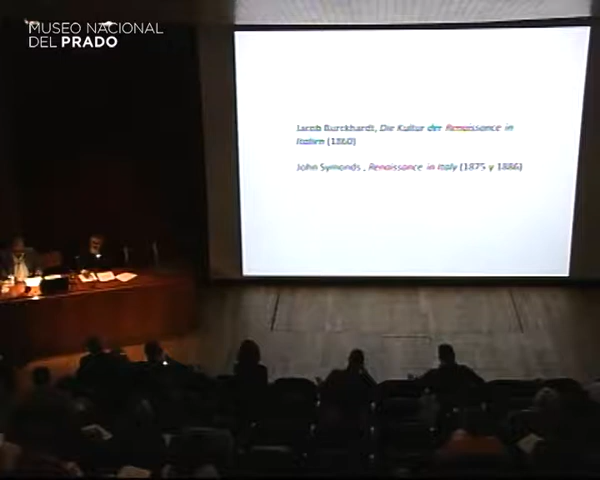 MUSEO NACIONAL
DEL PRADO
Jacob Burckhardt, Die Kultur der Renaissance in
Italien (1860)
John Symonds, Renaissance in Italy (1875 y 1886)